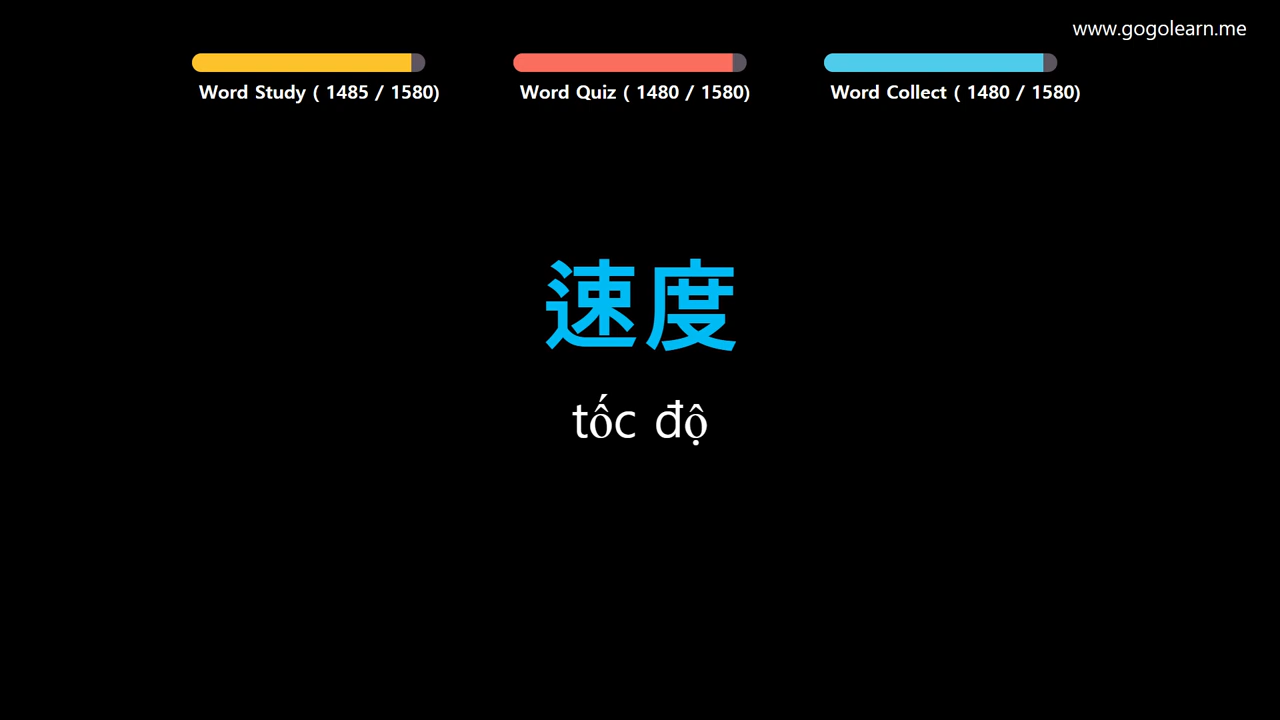 www.gogolearn.me
Word Study ( 1485 / 1580)
Word Quiz ( 1480 / 1580)
Word Collect ( 1480 / 1580)
速度
tốc độ